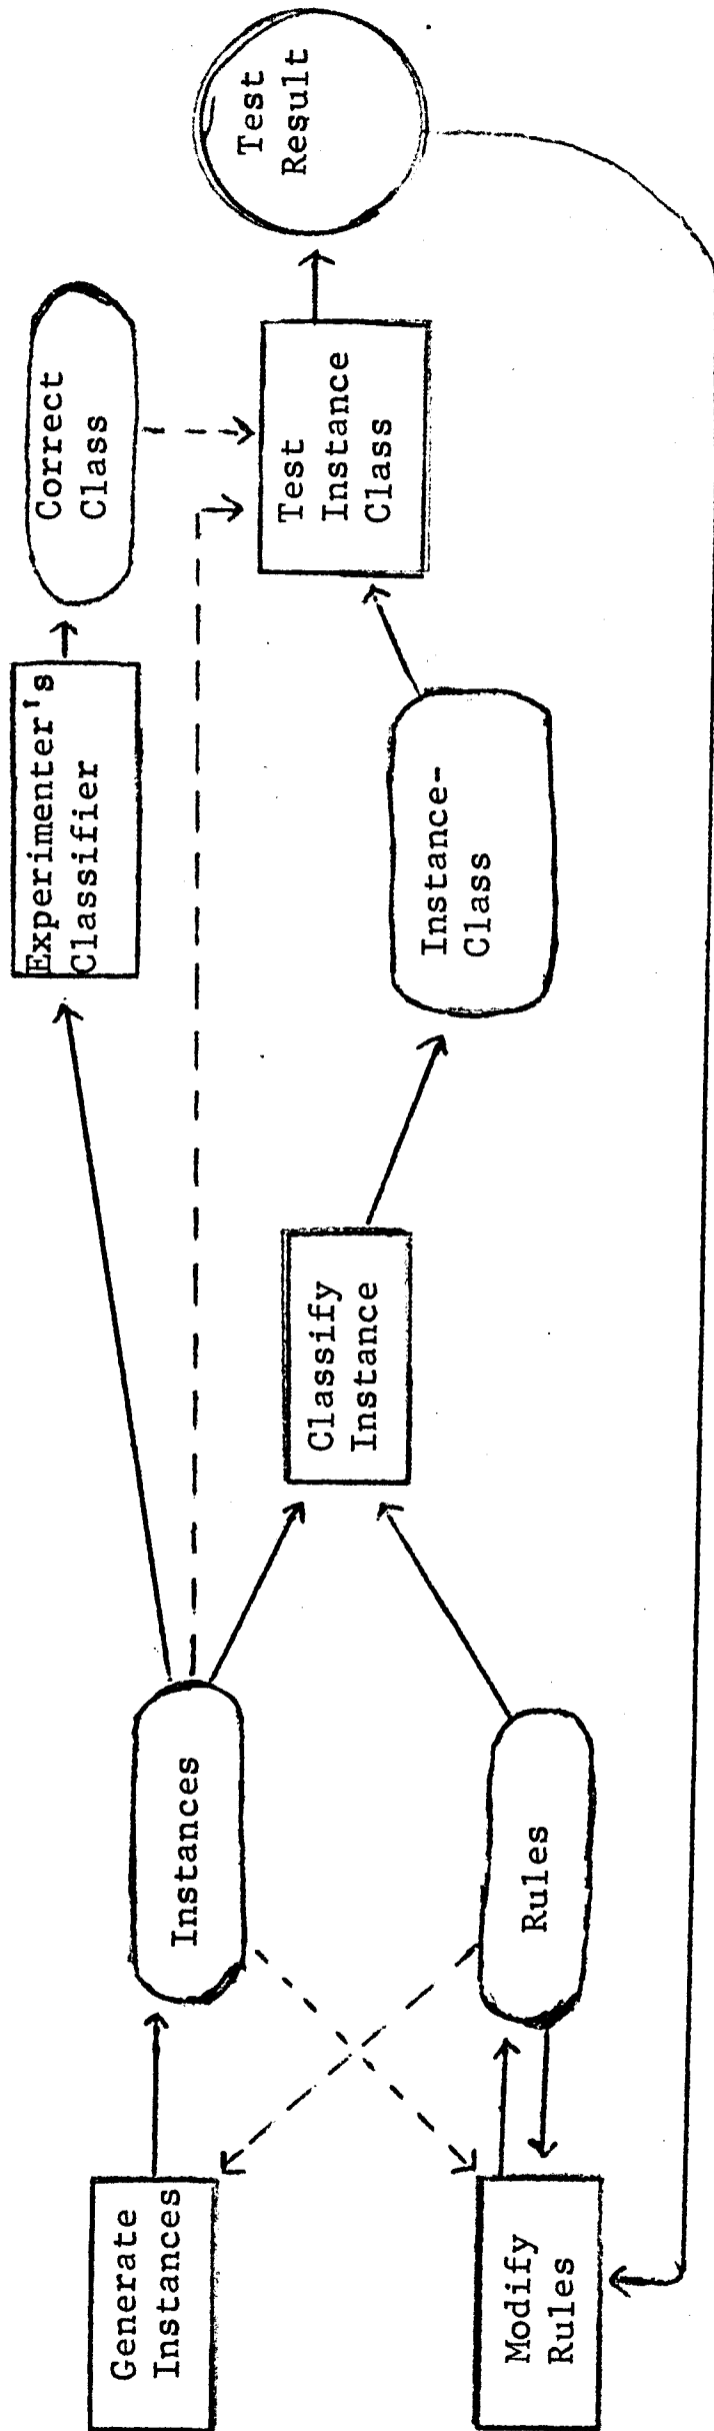 Generate
Instances
Instances
Experimenter's
Classifier
Correct
Class
Test
Result
Test
Instance
Class
Classify
Instance
Instance-
Class
Rules
Modify
Rules